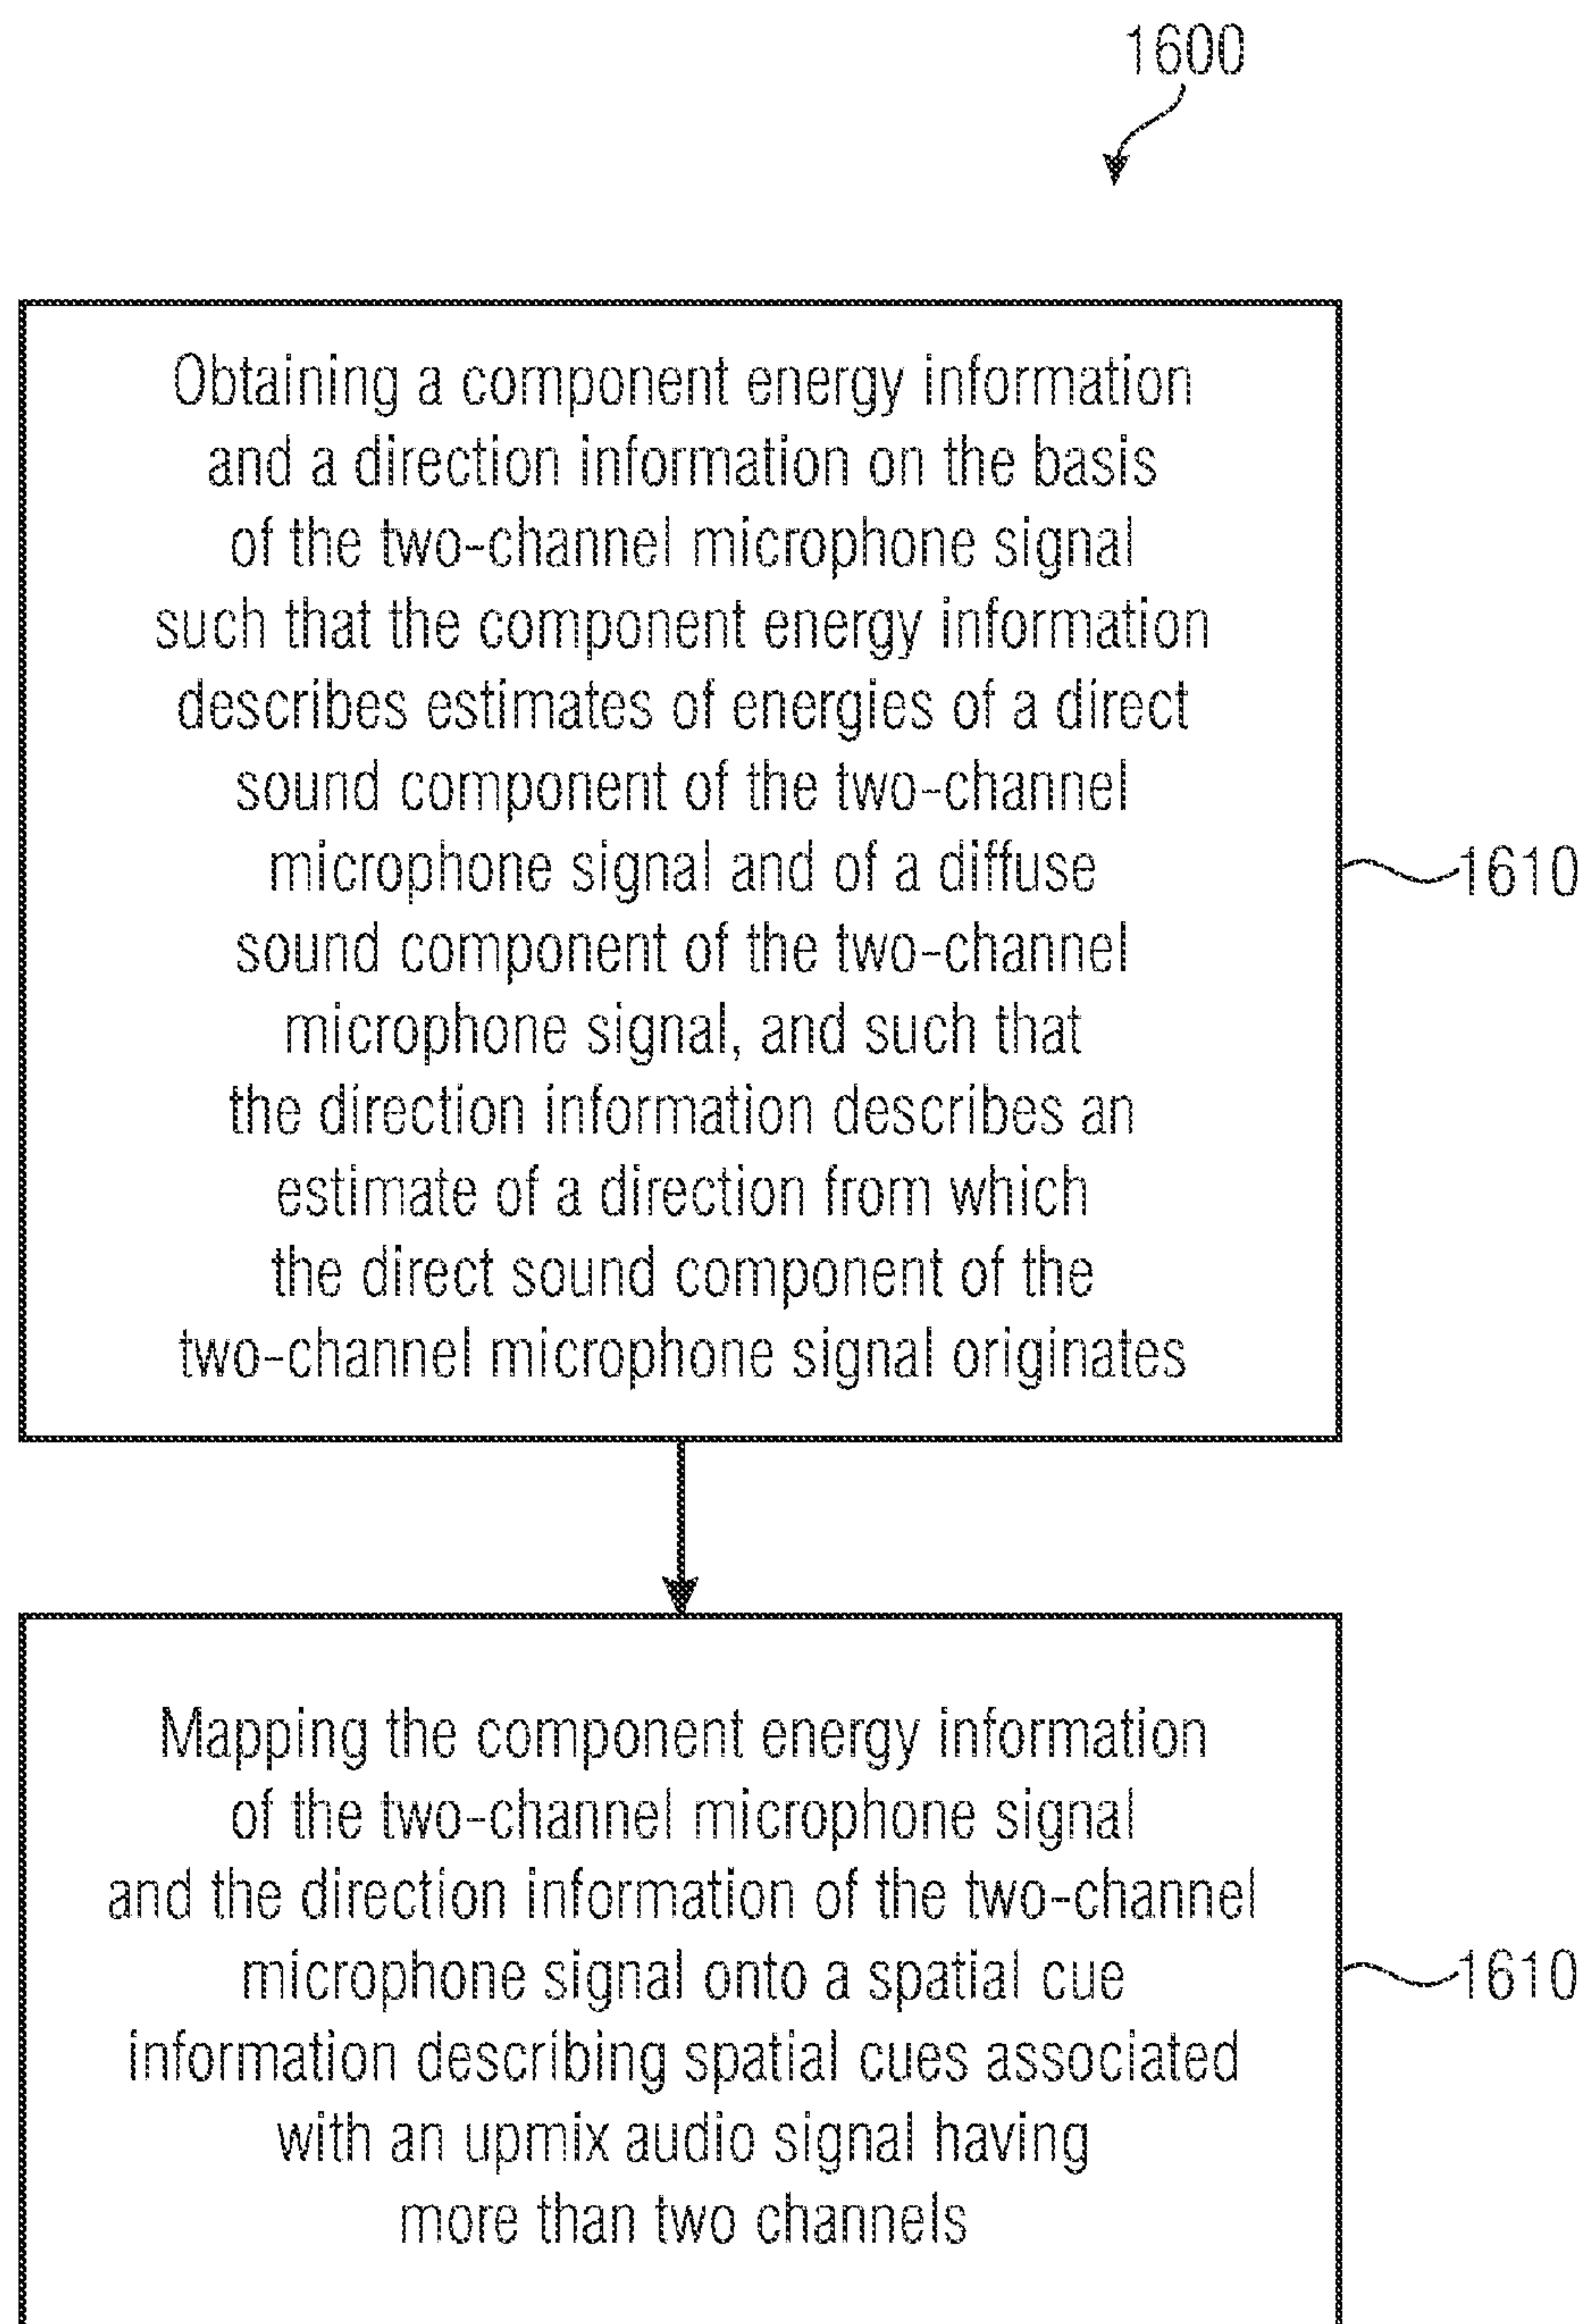 1600
Obtaining a component energy information
and a direction information on the basis
of the two-channel microphone signal
such that the component energy information
describes estimates of energies of a direct
sound component of the two-channel
microphone signal and of a diffuse
sound component of the two-channel
microphone signal, and such that
the direction information describes an
estimate of a direction from which
the direct sound component of the
two-channel microphone signal originates
1610
Mapping the component energy information
of the two-channel microphone signal
and the direction information of the two-channel
microphone signal onto a spatial cue
information describing spatial cues associated
with an upmix audio signal having
more than two channels
1610